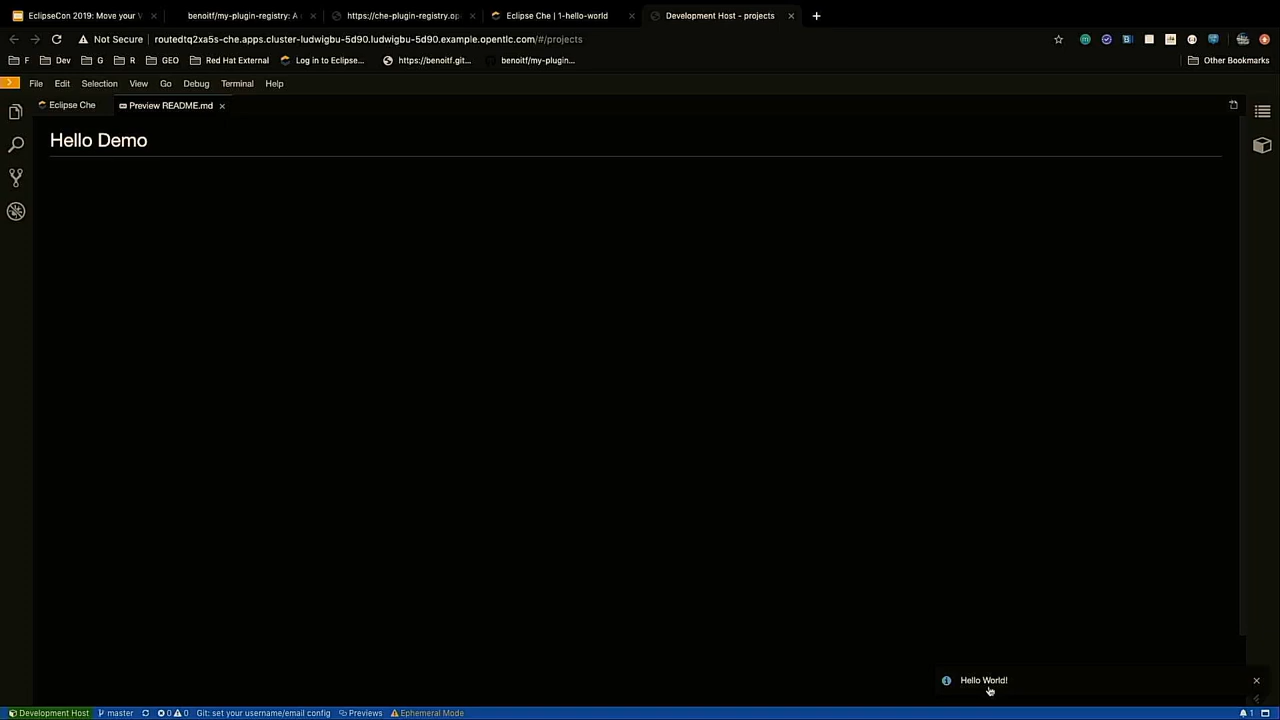 EclipseCon 2019: Move your V
benoitf/my-plugin-registry: A c
https://che-plugin-registry.op
Eclipse Che | 1-hello-world
Development Host - projects
Not Secure
routedtq2xa5s-che.apps.cluster-ludwigbu-5d90.ludwigbu-5d90.example.opentlc.com/#/projects
F
Dev
G
R
GEO
Red Hat External
Log in to Eclipse...
https://benoitf.git...
benoitf/my-plugin...
Other Bookmarks
File
Edit
Selection
View
Go
Debug
Terminal
Help
Eclipse Che
Preview README.md
Hello Demo
Hello World!
Development Host
master
0
0
Git: set your username/email config
Previews
Ephemeral Mode
1